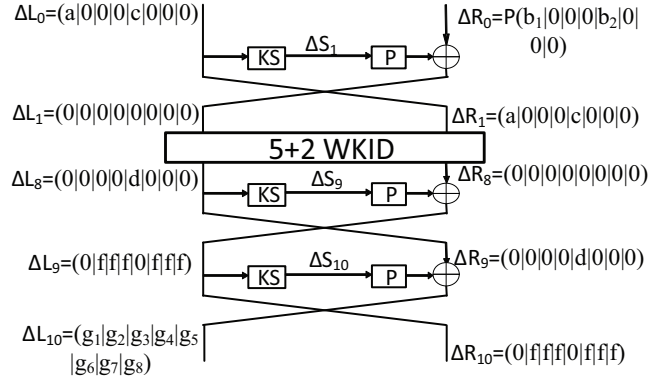 ΔL₀=(a|0|0|0|c|0|0|0)
ΔR₀=P(b₁|0|0|0|b₂|0|
0|0)
KS
ΔS₁
P
ΔL₁=(0|0|0|0|0|0|0|0)
ΔR₁=(a|0|0|0|c|0|0|0)
5+2 WKID
ΔL₈=(0|0|0|0|d|0|0|0)
KS
ΔS₉
P
ΔR₈=(0|0|0|0|0|0|0|0)
ΔL₉=(0|f|f|f|0|f|f|f)
KS
ΔS₁₀
P
ΔR₉=(0|0|0|0|d|0|0|0)
ΔL₁₀=(g₁|g₂|g₃|g₄|g₅
|g₆|g₇|g₈)
ΔR₁₀=(0|f|f|f|0|f|f|f)